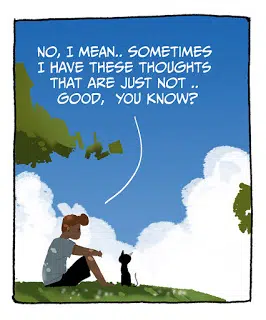 NO, I MEAN.. SOMETIMES
I HAVE THESE THOUGHTS
THAT ARE JUST NOT ..
GOOD, YOU KNOW?